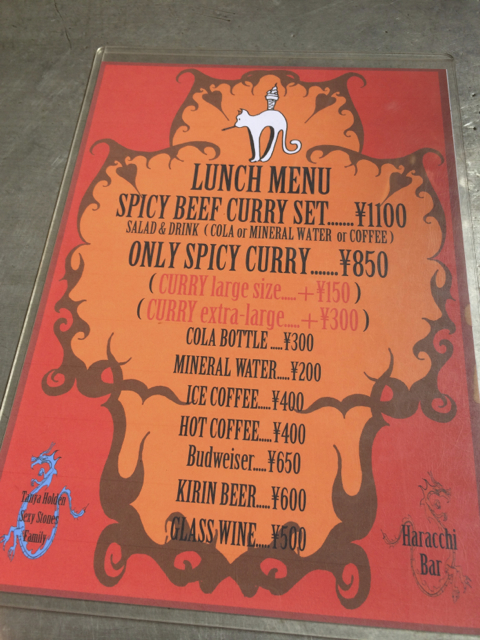 LUNCH MENU
SPICY BEEF CURRY SET.......¥1100
SALAD & DRINK ( COLA or MINERAL WATER or COFFEE )
ONLY SPICY CURRY.......¥850
( CURRY large size.....+¥150 )
( CURRY extra-large.....+¥300 )
COLA BOTTLE .....¥300
MINERAL WATER.....¥200
ICE COFFEE.....¥400
HOT COFFEE.....¥400
Budweiser.....¥650
KIRIN BEER.....¥600
GLASS WINE.....¥500
Tanya Holden
Sexy Stones
Family
Haracchi
Bar